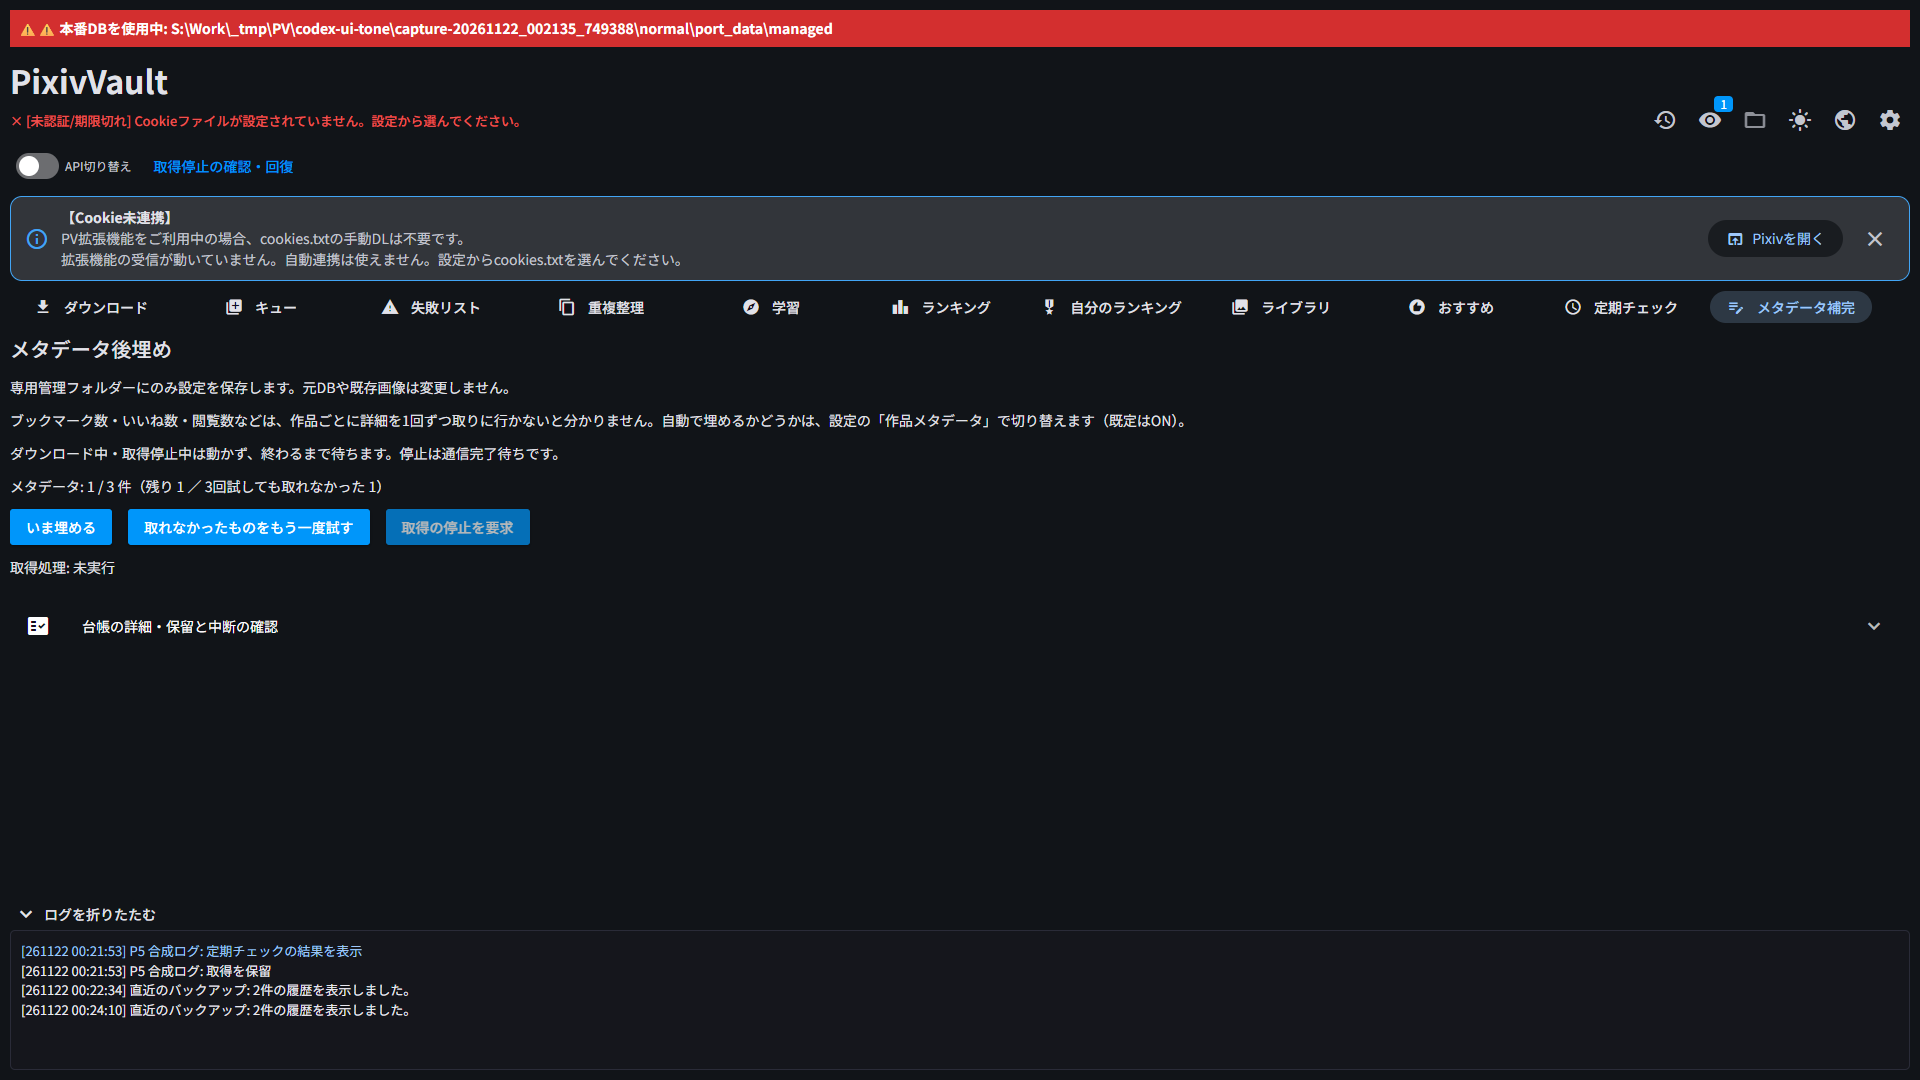 本番DBを使用中: S:\Work\_tmp\PV\codex-ui-tone\capture-20261122_002135_749388\normal\port_data\managed
PixivVault
× [未認証/期限切れ] Cookieファイルが設定されていません。設定から選んでください。
1
API切り替え 取得停止の確認・回復
【Cookie未連携】
PV拡張機能をご利用中の場合、cookies.txtの手動DLは不要です。
拡張機能の受信が動いていません。自動連携は使えません。設定からcookies.txtを選んでください。
Pixivを開く
ダウンロード キュー 失敗リスト 重複整理 学習 ランキング 自分のランキング ライブラリ おすすめ 定期チェック メタデータ補完
メタデータ後埋め
専用管理フォルダーにのみ設定を保存します。元DBや既存画像は変更しません。
ブックマーク数・いいね数・閲覧数などは、作品ごとに詳細を1回ずつ取りに行かないと分かりません。自動で埋めるかどうかは、設定の「作品メタデータ」で切り替えます（既定はON）。
ダウンロード中・取得停止中は動かず、終わるまで待ちます。停止は通信完了待ちです。
メタデータ: 1 / 3 件（残り 1 ／ 3回試しても取れなかった 1）
いま埋める 取れなかったものをもう一度試す 取得の停止を要求
取得処理: 未実行
台帳の詳細・保留と中断の確認
ログを折りたたむ
[261122 00:21:53] P5 合成ログ: 定期チェックの結果を表示
[261122 00:21:53] P5 合成ログ: 取得を保留
[261122 00:22:34] 直近のバックアップ: 2件の履歴を表示しました。
[261122 00:24:10] 直近のバックアップ: 2件の履歴を表示しました。